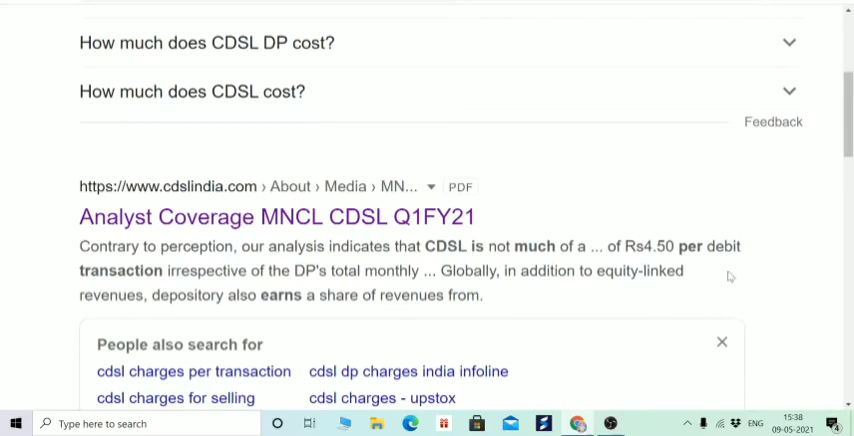 How much does CDSL DP cost?
How much does CDSL cost?
Feedback
https://www.cdslindia.com › About › Media › MN... PDF
Analyst Coverage MNCL CDSL Q1FY21
Contrary to perception, our analysis indicates that CDSL is not much of a ... of Rs4.50 per debit
transaction irrespective of the DP's total monthly ... Globally, in addition to equity-linked
revenues, depository also earns a share of revenues from.
People also search for
cdsl charges per transaction cdsl dp charges india infoline
cdsl charges for selling cdsl charges - upstox
Type here to search
ENG
15:38
09-05-2021
4